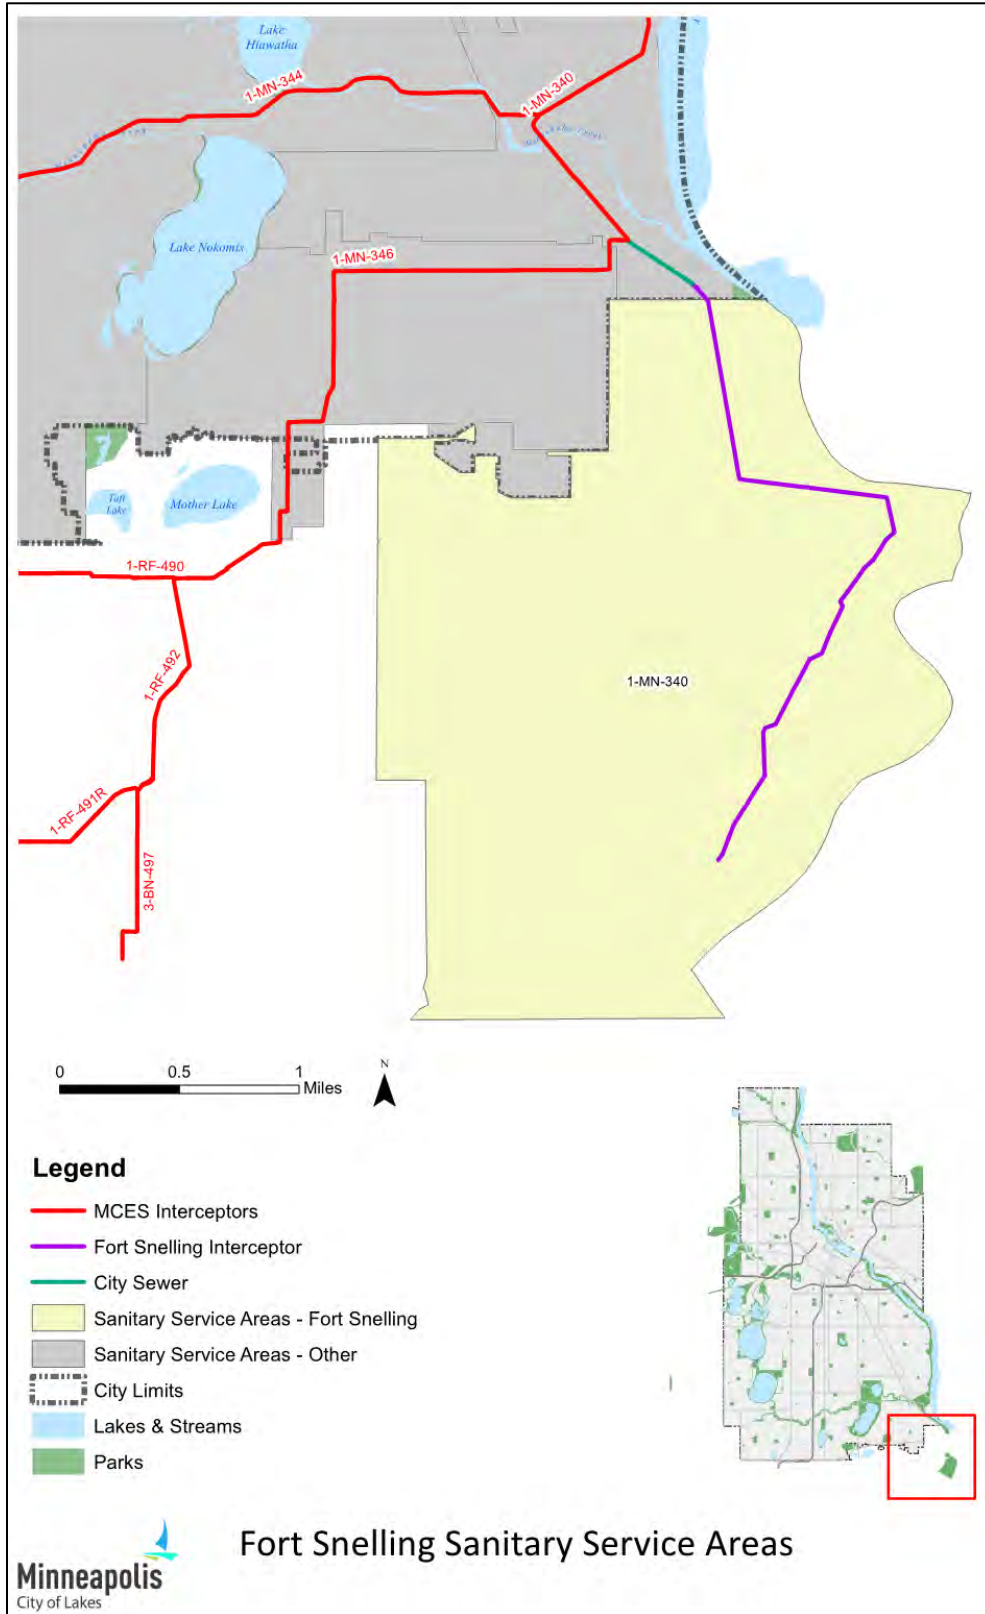 Lake
Hiawatha
1-MN-344
1-MN-340
Lake Nokomis
1-MN-346
Taft
Lake
Mother Lake
1-RF-490
1-RF-492
1-MN-340
1-RF-491R
3-BN-497
0 0.5 1
Miles
N
Legend
MCES Interceptors
Fort Snelling Interceptor
City Sewer
Sanitary Service Areas - Fort Snelling
Sanitary Service Areas - Other
City Limits
Lakes & Streams
Parks
Fort Snelling Sanitary Service Areas
Minneapolis
City of Lakes